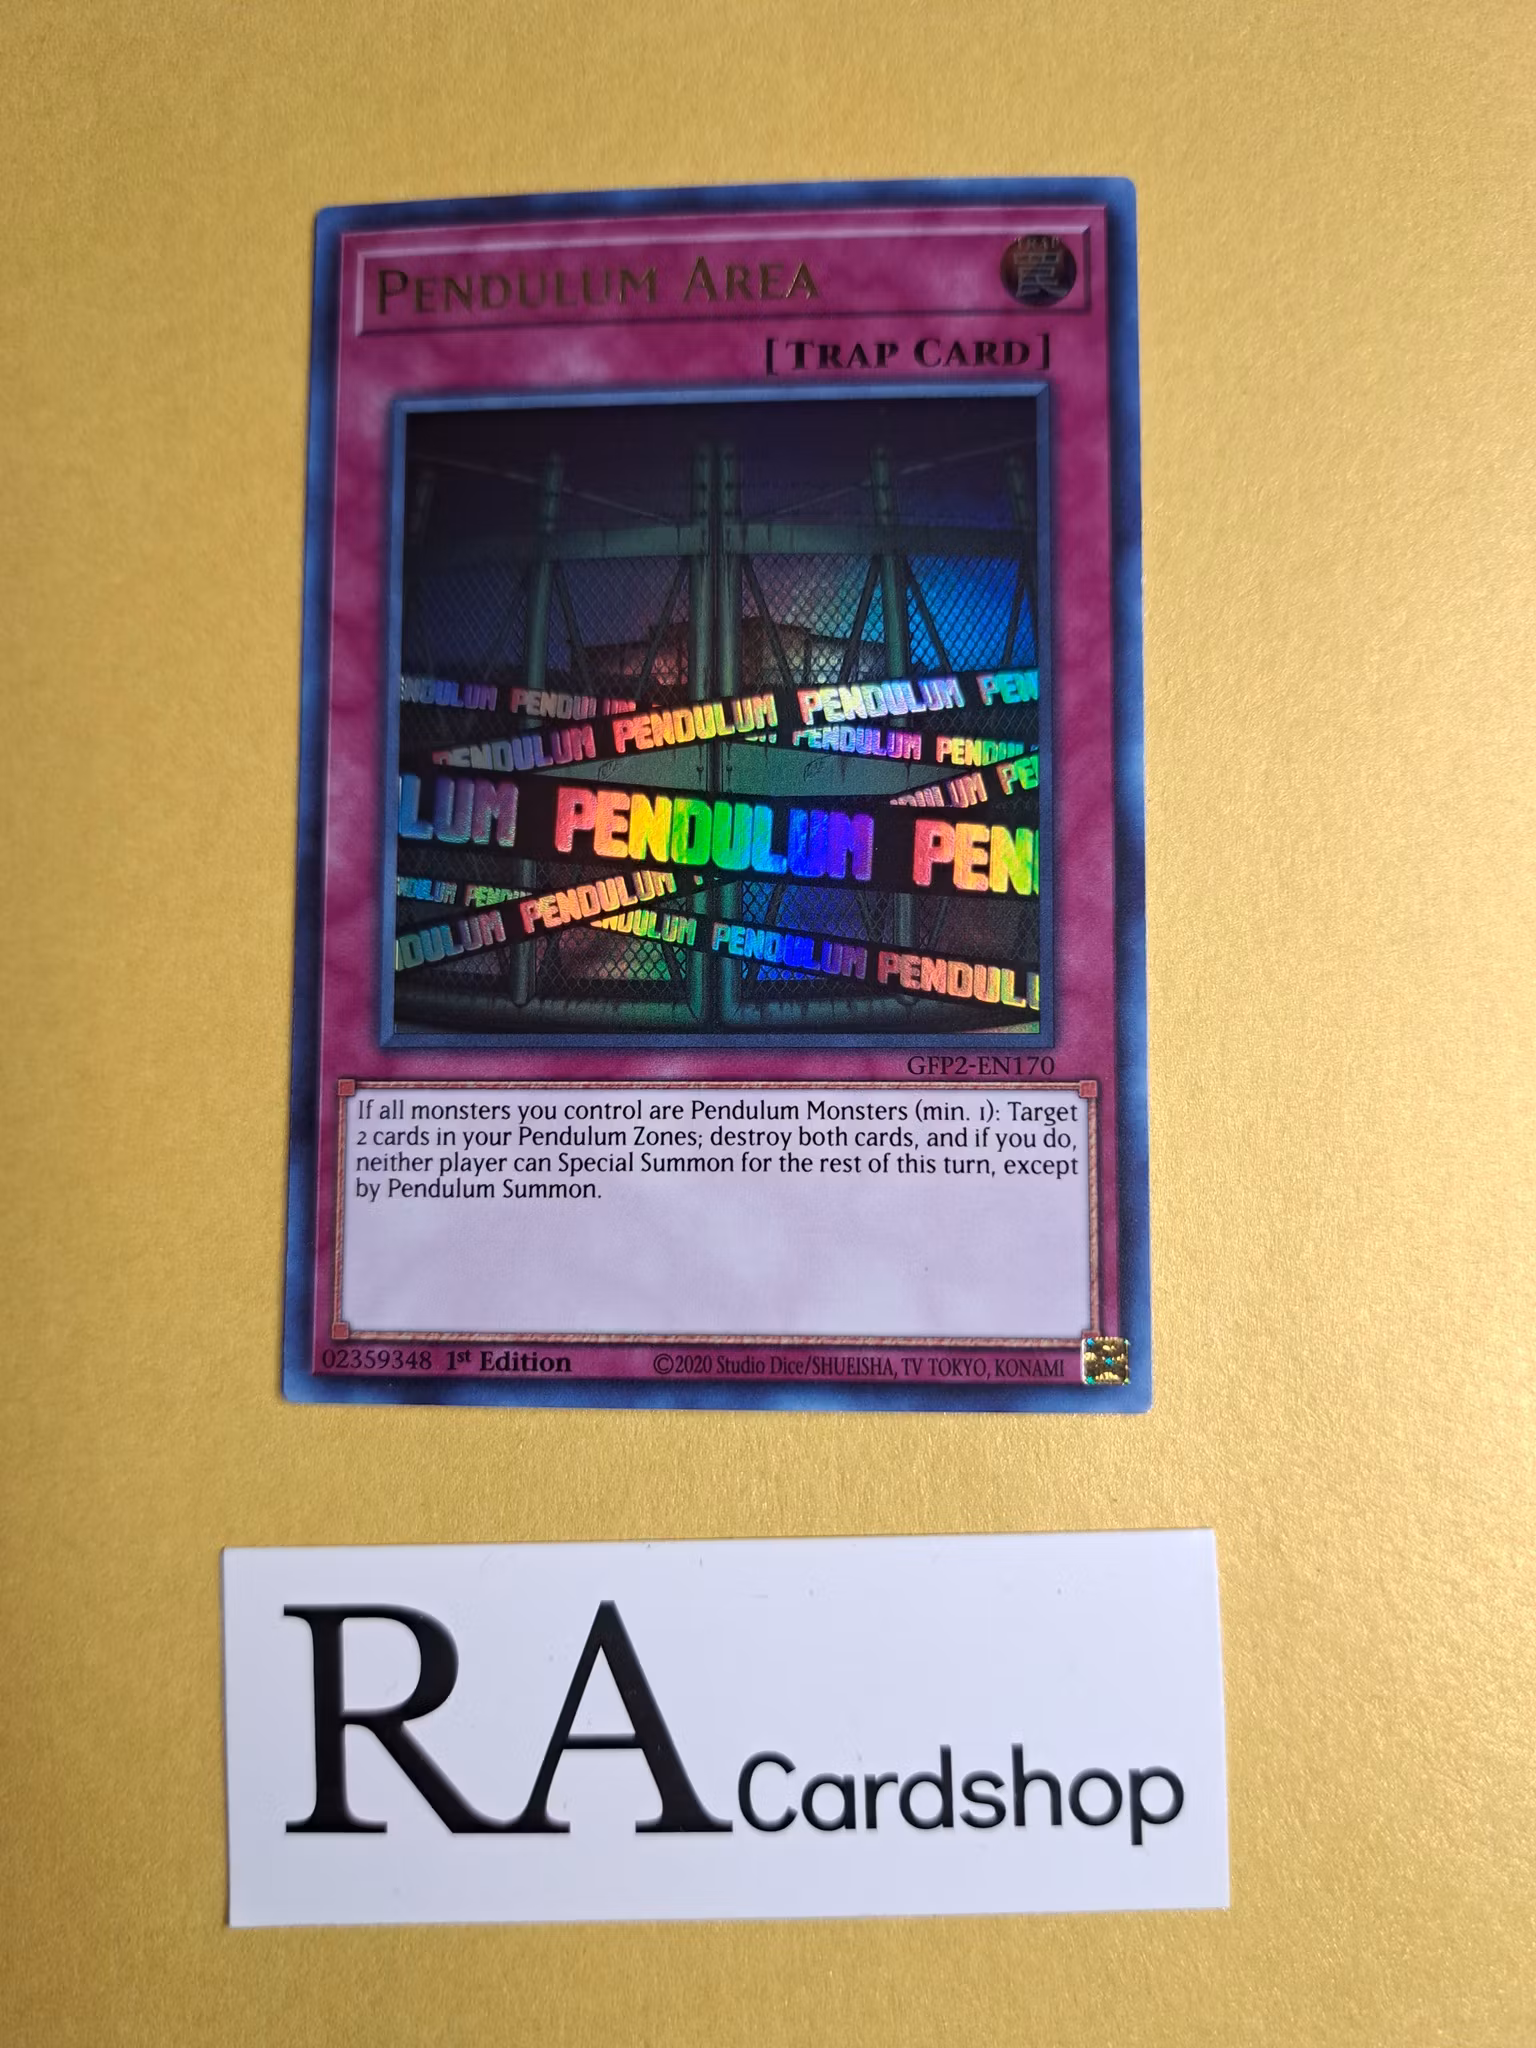 PENDULUM AREA
TRAP
罠
[TRAP CARD]
PENDULUM PENDULUM PEN
PENDULUM PENDULUM
PENDULUM PENDULUM
LUM PENDULUM PEN
PENDULUM
DULUM PENDULUM
PENDULUM PENDUL
GFP2-EN170
If all monsters you control are Pendulum Monsters (min. 1): Target
2 cards in your Pendulum Zones; destroy both cards, and if you do,
neither player can Special Summon for the rest of this turn, except
by Pendulum Summon.
02359348 1st Edition ©2020 Studio Dice/SHUEISHA, TV TOKYO, KONAMI
RA Cardshop